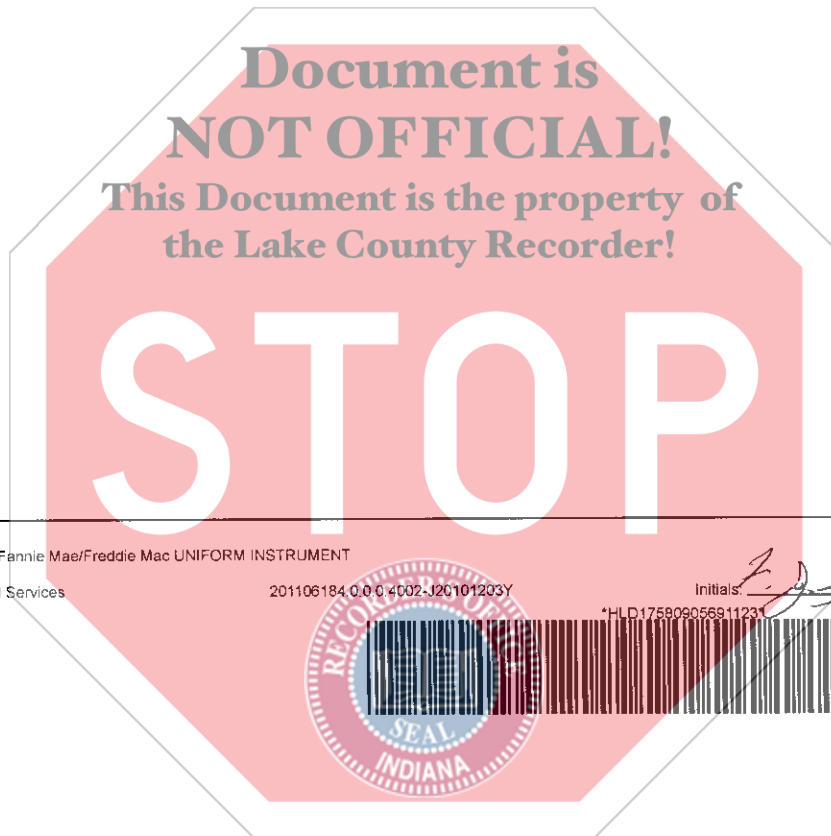 Document is
NOT OFFICIAL!
This Document is the property of
the Lake County Recorder!
STOP
Fannie Mae/Freddie Mac UNIFORM INSTRUMENT
Services
201106184.0.0.0.4002-J20101203Y
Initials:
*HLD175809056911231
RECORDER'S OFFICE
SEAL
INDIANA